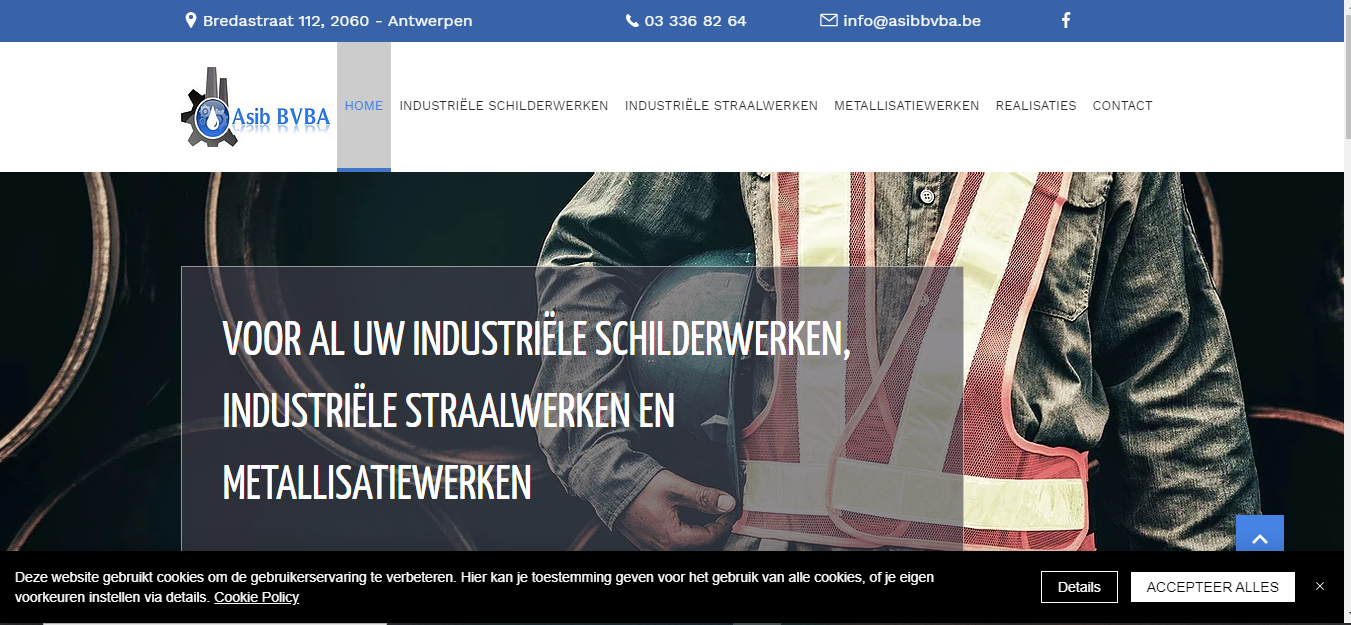 Bredastraat 112, 2060 - Antwerpen
03 336 82 64
info@asibbvba.be
Asib BVBA
HOME
INDUSTRIËLE SCHILDERWERKEN
INDUSTRIËLE STRAALWERKEN
METALLISATIEWERKEN
REALISATIES
CONTACT
VOOR AL UW INDUSTRIËLE SCHILDERWERKEN,
INDUSTRIËLE STRAALWERKEN EN
METALLISATIEWERKEN
Deze website gebruikt cookies om de gebruikerservaring te verbeteren. Hier kan je toestemming geven voor het gebruik van alle cookies, of je eigen
voorkeuren instellen via details. Cookie Policy
Details
ACCEPTEER ALLES